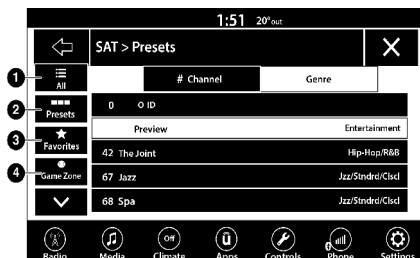 1:51 20° out
SAT > Presets X
1 All
# Channel Genre
2 Presets
0 0 ID
Preview Entertainment
3 Favorites
42 The Joint Hip-Hop/R&B
4 Game Zone
67 Jazz Jzz/Stndrd/Clscl
68 Spa Jzz/Stndrd/Clscl
Radio Media Off Climate ū Apps Controls Phone Settings